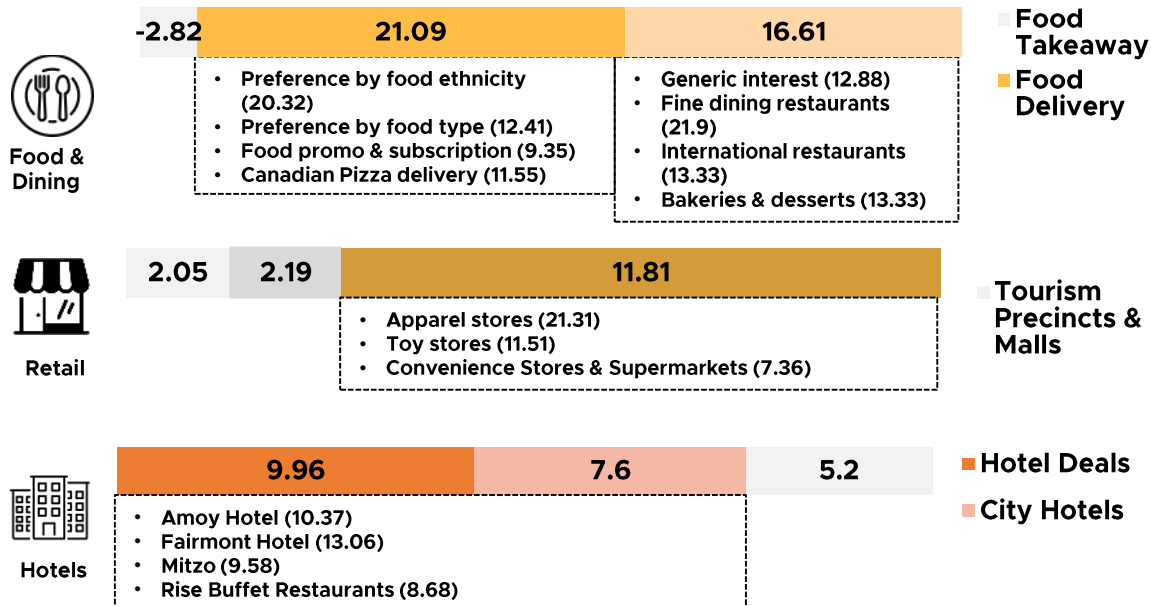 -2.82
21.09
16.61
Food
Takeaway
Food
Delivery
Food &
Dining
• Preference by food ethnicity
(20.32)
• Preference by food type (12.41)
• Food promo & subscription (9.35)
• Canadian Pizza delivery (11.55)
• Generic interest (12.88)
• Fine dining restaurants
(21.9)
• International restaurants
(13.33)
• Bakeries & desserts (13.33)
2.05
2.19
11.81
Tourism
Precincts &
Malls
Retail
• Apparel stores (21.31)
• Toy stores (11.51)
• Convenience Stores & Supermarkets (7.36)
9.96
7.6
5.2
Hotel Deals
City Hotels
Hotels
• Amoy Hotel (10.37)
• Fairmont Hotel (13.06)
• Mitzo (9.58)
• Rise Buffet Restaurants (8.68)